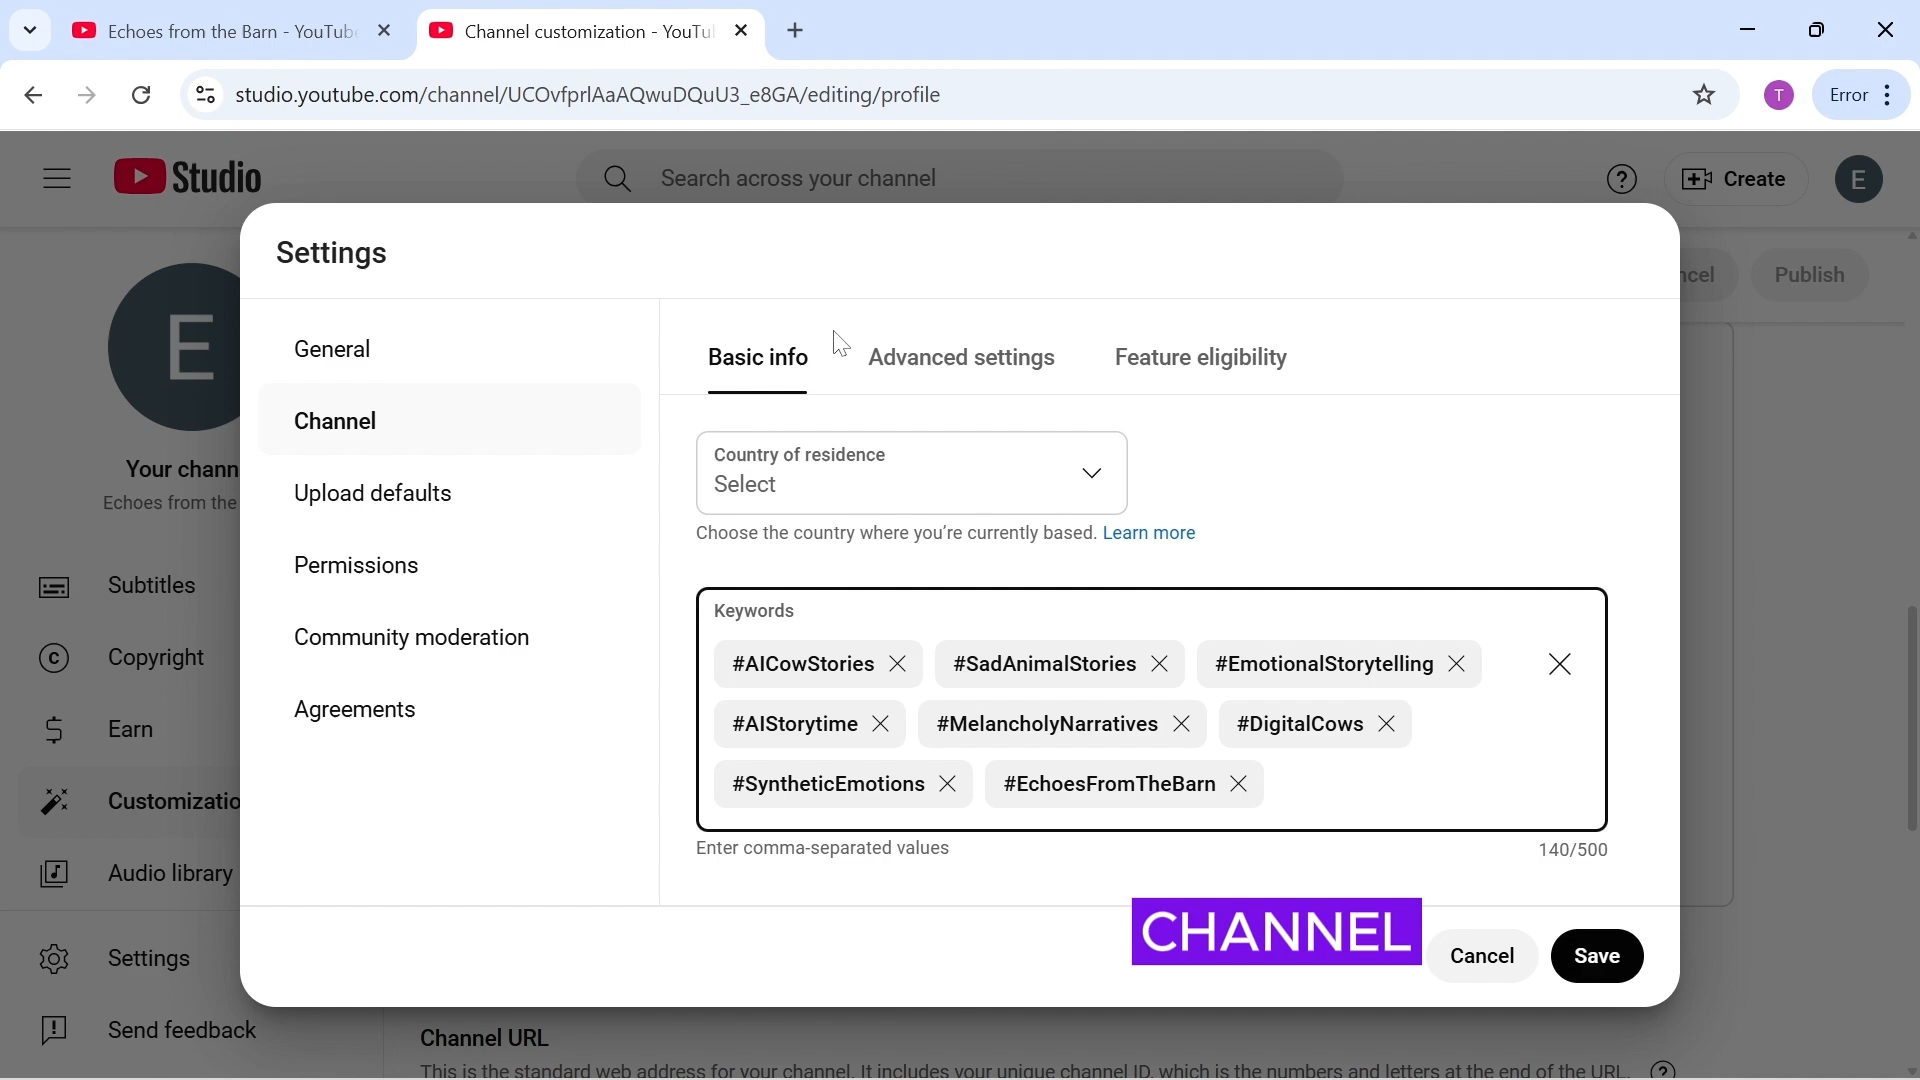 Echoes from the Barn - YouTub
Channel customization - YouTu
studio.youtube.com/channel/UCOvfprlAaAQwuDQuU3_e8GA/editing/profile
T
Error
Studio
Search across your channel
Create
E
Settings
ncel
Publish
E
Your chann
Echoes from the
Subtitles
Copyright
Earn
Customizatio
Audio library
Settings
Send feedback
General
Channel
Upload defaults
Permissions
Community moderation
Agreements
Basic info
Advanced settings
Feature eligibility
Country of residence
Select
Choose the country where you're currently based. Learn more
Keywords
#AICowStories #SadAnimalStories #EmotionalStorytelling
#AIStorytime #MelancholyNarratives #DigitalCows
#SyntheticEmotions #EchoesFromTheBarn
Enter comma-separated values
140/500
CHANNEL
Cancel
Save
Channel URL
This is the standard web address for your channel. It includes your unique channel ID, which is the numbers and letters at the end of the URL.